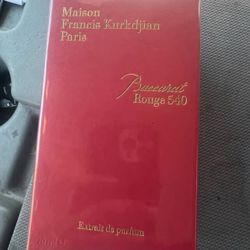 Maison
Francis Kurkdjian
Paris
Baccarat
Rouge 540
Extrait de parfum